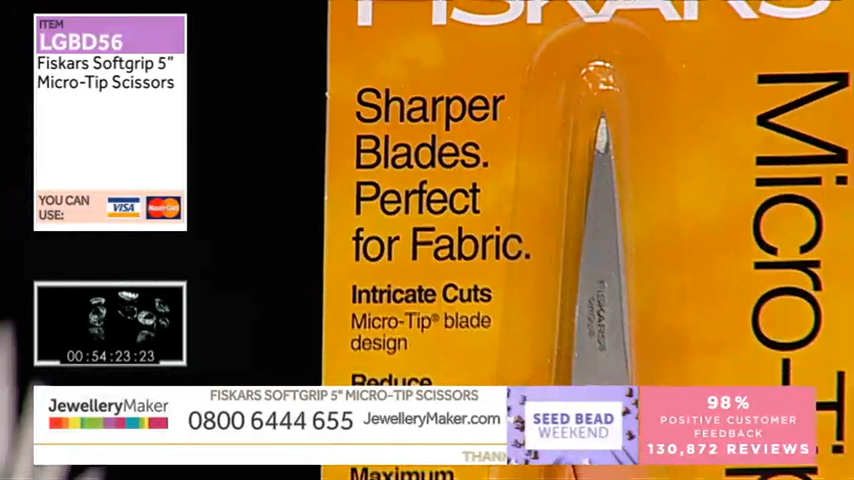 ITEM
LGBD56
Fiskars Softgrip 5"
Micro-Tip Scissors
YOU CAN
USE:
VISA
MasterCard
00:54:23:23
FISKARS
Sharper
Blades.
Perfect
for Fabric.
Intricate Cuts
Micro-Tip® blade
design
Reduce
Maximum
FISKARS®
Micro-Tip
JewelleryMaker
FISKARS SOFTGRIP 5" MICRO-TIP SCISSORS
0800 6444 655 JewelleryMaker.com
SEED BEAD
WEEKEND
98%
POSITIVE CUSTOMER
FEEDBACK
130,872 REVIEWS